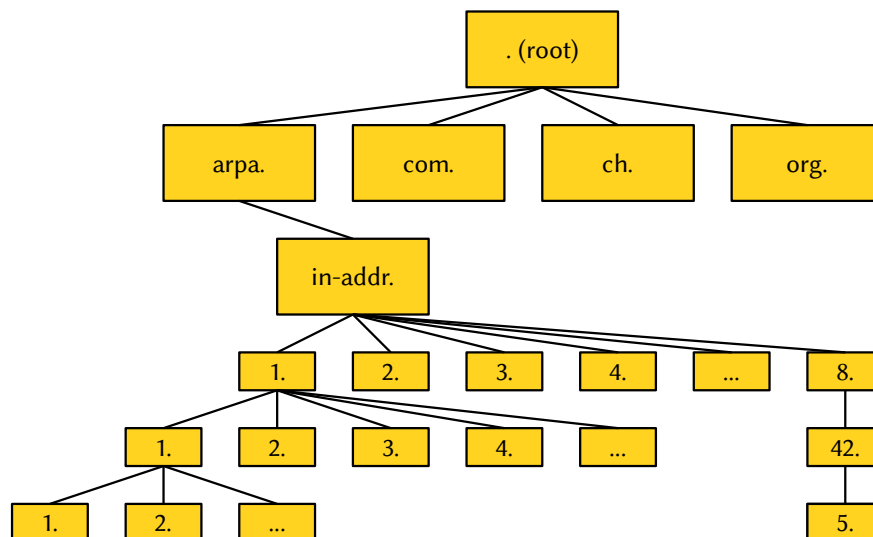 . (root)
arpa. com. ch. org.
in-addr.
1. 2. 3. 4. ... 8.
1. 2. 3. 4. ... 42.
1. 2. ... 5.